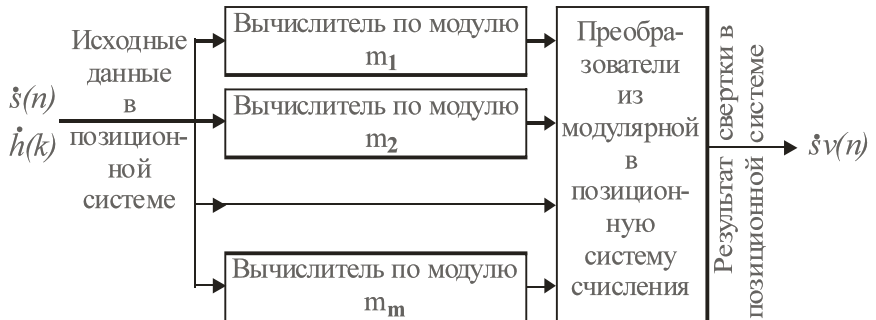 Исходные
данные
в
позицион-
ной
системе
ṡ(n)
ḣ(k)
Вычислитель по модулю
m1
Вычислитель по модулю
m2
Вычислитель по модулю
mm
Преобра-
зователи
из
модулярной
в
позицион-
ную
систему
счисления
Результат свертки в
позиционной системе
ṡv(n)